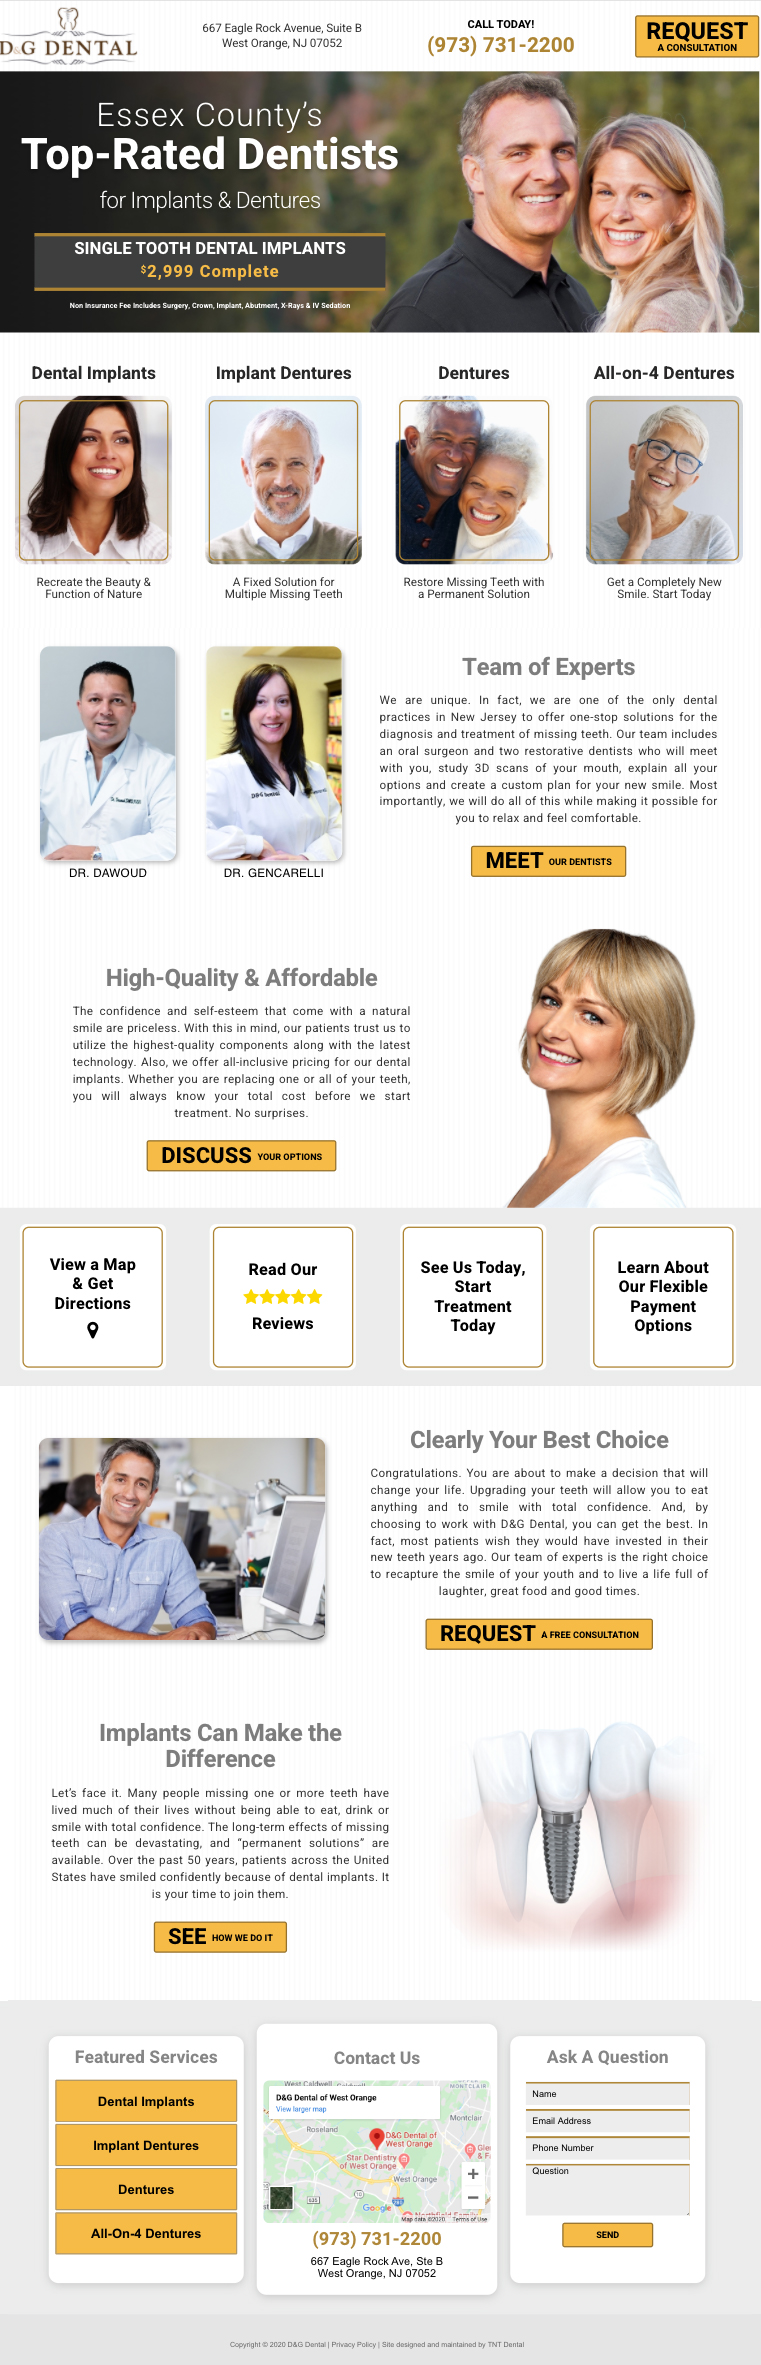 D&G DENTAL
667 Eagle Rock Avenue, Suite B
West Orange, NJ 07052
CALL TODAY!
(973) 731-2200
REQUEST
A CONSULTATION
Essex County's
Top-Rated Dentists
for Implants & Dentures
SINGLE TOOTH DENTAL IMPLANTS
$2,999 Complete
Non Insurance Fee Includes Surgery, Crown, Implant, Abutment, X-Rays & IV Sedation
Dental Implants
Implant Dentures
Dentures
All-on-4 Dentures
Recreate the Beauty &
Function of Nature
A Fixed Solution for
Multiple Missing Teeth
Restore Missing Teeth with
a Permanent Solution
Get a Completely New
Smile. Start Today
DR. DAWOUD
D&G Dental
DR. GENCARELLI
Team of Experts
We are unique. In fact, we are one of the only dental
practices in New Jersey to offer one-stop solutions for the
diagnosis and treatment of missing teeth. Our team includes
an oral surgeon and two restorative dentists who will meet
with you, study 3D scans of your mouth, explain all your
options and create a custom plan for your new smile. Most
importantly, we will do all of this while making it possible for
you to relax and feel comfortable.
MEET OUR DENTISTS
High-Quality & Affordable
The confidence and self-esteem that come with a natural
smile are priceless. With this in mind, our patients trust us to
utilize the highest-quality components along with the latest
technology. Also, we offer all-inclusive pricing for our dental
implants. Whether you are replacing one or all of your teeth,
you will always know your total cost before we start
treatment. No surprises.
DISCUSS YOUR OPTIONS
View a Map
& Get
Directions
Read Our
Reviews
See Us Today,
Start
Treatment
Today
Learn About
Our Flexible
Payment
Options
Clearly Your Best Choice
Congratulations. You are about to make a decision that will
change your life. Upgrading your teeth will allow you to eat
anything and to smile with total confidence. And, by
choosing to work with D&G Dental, you can get the best. In
fact, most patients wish they would have invested in their
new teeth years ago. Our team of experts is the right choice
to recapture the smile of your youth and to live a life full of
laughter, great food and good times.
REQUEST A FREE CONSULTATION
Implants Can Make the
Difference
Let's face it. Many people missing one or more teeth have
lived much of their lives without being able to eat, drink or
smile with total confidence. The long-term effects of missing
teeth can be devastating, and “permanent solutions” are
available. Over the past 50 years, patients across the United
States have smiled confidently because of dental implants. It
is your time to join them.
SEE HOW WE DO IT
Featured Services
Dental Implants
Implant Dentures
Dentures
All-On-4 Dentures
Contact Us
West Caldwell
MONTCLAIR
D&G Dental of West Orange
View larger map
Roseland
Montclair
D&G Dental of
West Orange
Star Dentistry
of West Orange
West Orange
Google
Map data ©2020 Terms of Use
(973) 731-2200
667 Eagle Rock Ave, Ste B
West Orange, NJ 07052
Ask A Question
Name
Email Address
Phone Number
Question
SEND
Copyright © 2020 D&G Dental | Privacy Policy | Site designed and maintained by TNT Dental